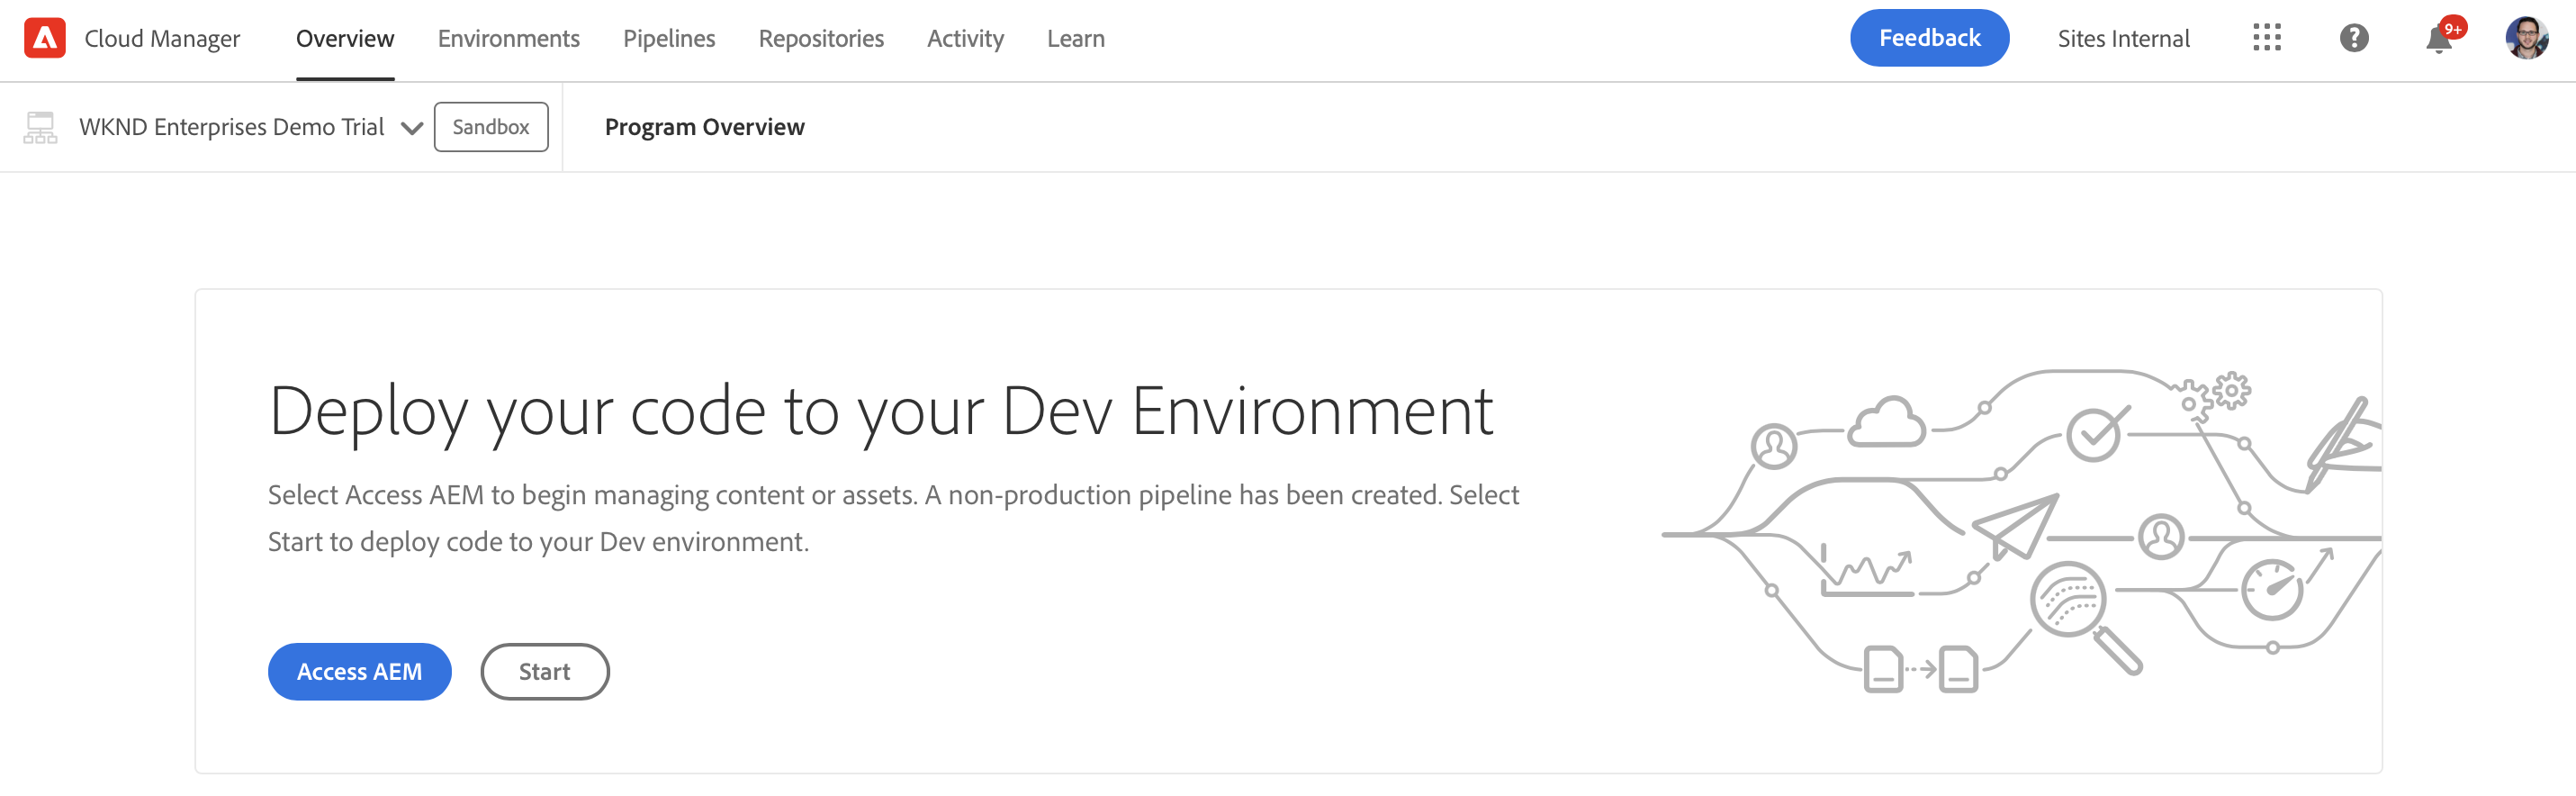 Cloud Manager Overview Environments Pipelines Repositories Activity Learn Feedback Sites Internal 9+
WKND Enterprises Demo Trial Sandbox Program Overview
Deploy your code to your Dev Environment
Select Access AEM to begin managing content or assets. A non-production pipeline has been created. Select
Start to deploy code to your Dev environment.
Access AEM Start